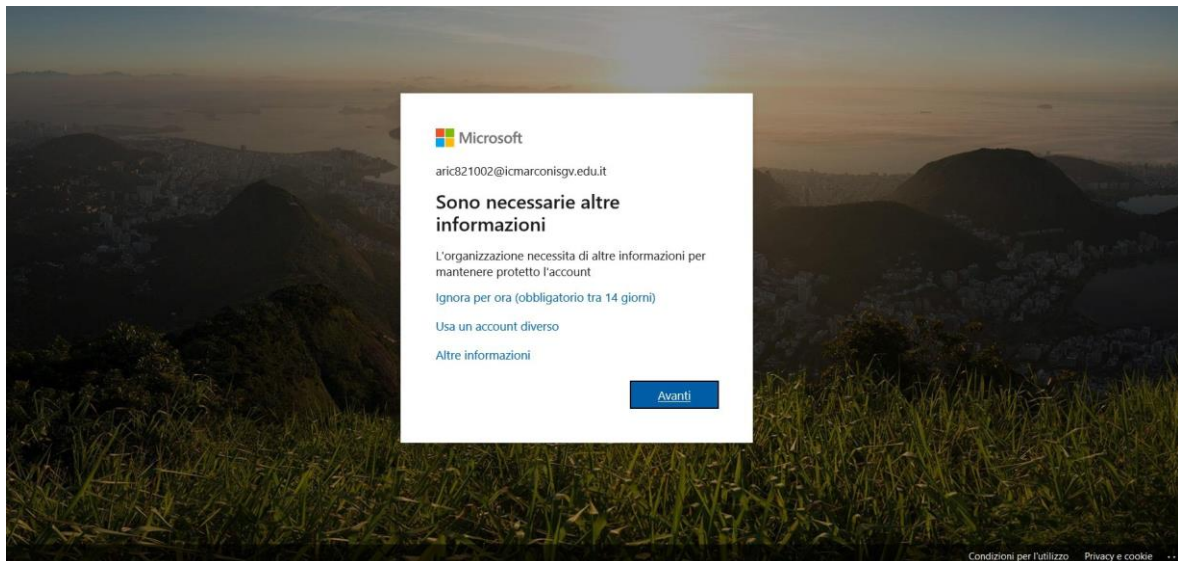 Microsoft
aric821002@icmarconisgv.edu.it
Sono necessarie altre
informazioni
L'organizzazione necessita di altre informazioni per
mantenere protetto l'account
Ignora per ora (obbligatorio tra 14 giorni)
Usa un account diverso
Altre informazioni
Avanti
Condizioni per l'utilizzo Privacy e cookie